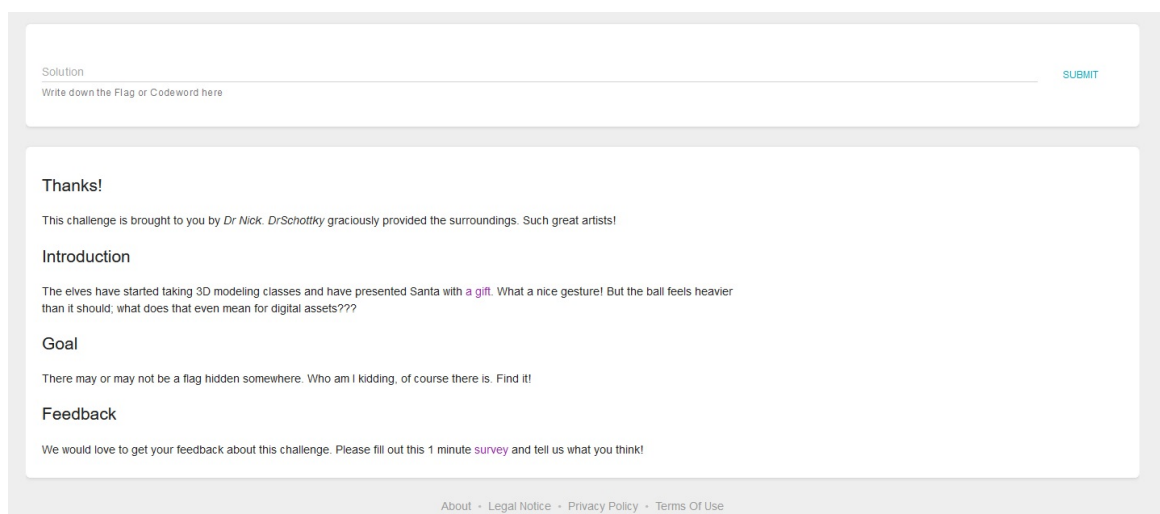 Solution
SUBMIT
Write down the Flag or Codeword here
Thanks!
This challenge is brought to you by Dr Nick. DrSchottky graciously provided the surroundings. Such great artists!
Introduction
The elves have started taking 3D modeling classes and have presented Santa with a gift. What a nice gesture! But the ball feels heavier
than it should; what does that even mean for digital assets???
Goal
There may or may not be a flag hidden somewhere. Who am I kidding, of course there is. Find it!
Feedback
We would love to get your feedback about this challenge. Please fill out this 1 minute survey and tell us what you think!
About • Legal Notice • Privacy Policy • Terms Of Use